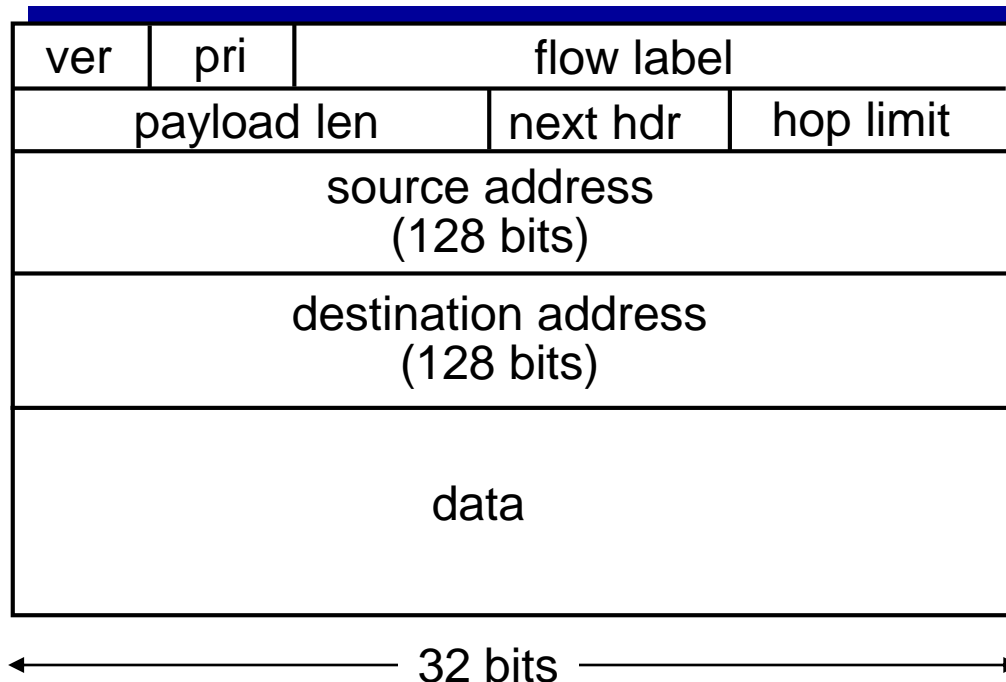 ver pri flow label
payload len next hdr hop limit
source address
(128 bits)
destination address
(128 bits)
data
32 bits